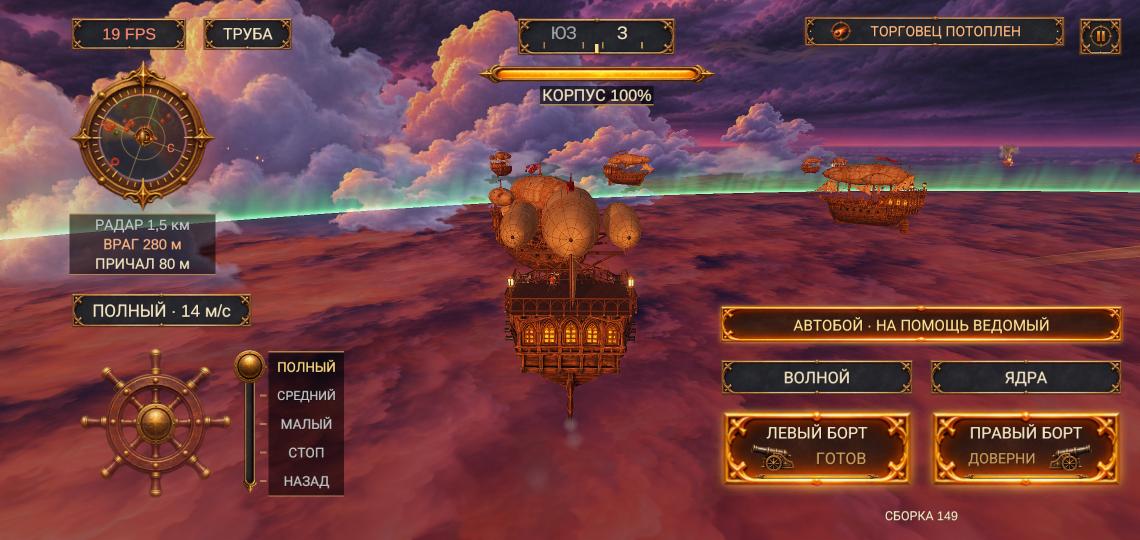 19 FPS
ТРУБА
ЮЗ З
ТОРГОВЕЦ ПОТОПЛЕН
КОРПУС 100%
С
РАДАР 1,5 км
ВРАГ 280 м
ПРИЧАЛ 80 м
ПОЛНЫЙ · 14 м/с
ПОЛНЫЙ
СРЕДНИЙ
МАЛЫЙ
СТОП
НАЗАД
АВТОБОЙ · НА ПОМОЩЬ ВЕДОМЫЙ
ВОЛНОЙ
ЯДРА
ЛЕВЫЙ БОРТ
ГОТОВ
ПРАВЫЙ БОРТ
ДОВЕРНИ
СБОРКА 149